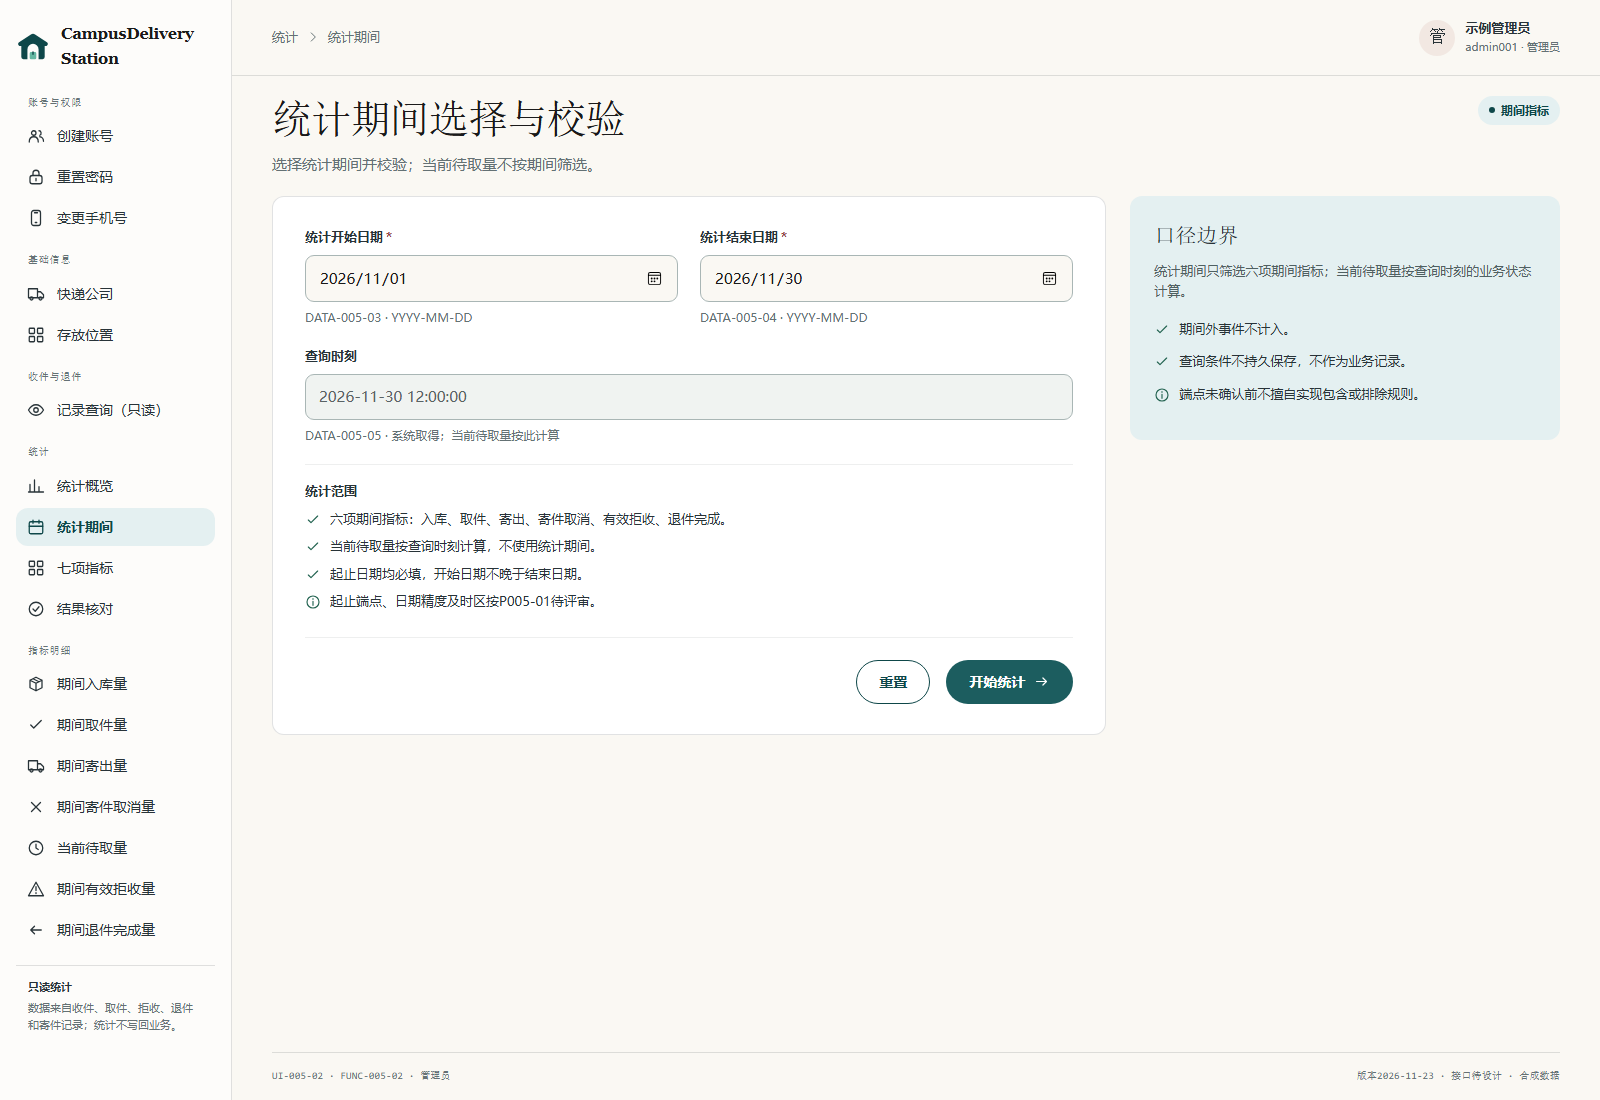 CampusDelivery
Station
账号与权限
创建账号
重置密码
变更手机号
基础信息
快递公司
存放位置
收件与退件
记录查询（只读）
统计
统计概览
统计期间
七项指标
结果核对
指标明细
期间入库量
期间取件量
期间寄出量
期间寄件取消量
当前待取量
期间有效拒收量
期间退件完成量
只读统计
数据来自收件、取件、拒收、退件
和寄件记录；统计不写回业务。
统计 > 统计期间
管
示例管理员
admin001 · 管理员
统计期间选择与校验
选择统计期间并校验；当前待取量不按期间筛选。
期间指标
统计开始日期 *
2026/11/01
DATA-005-03 · YYYY-MM-DD
统计结束日期 *
2026/11/30
DATA-005-04 · YYYY-MM-DD
查询时刻
2026-11-30 12:00:00
DATA-005-05 · 系统取得；当前待取量按此计算
统计范围
六项期间指标：入库、取件、寄出、寄件取消、有效拒收、退件完成。
当前待取量按查询时刻计算，不使用统计期间。
起止日期均必填，开始日期不晚于结束日期。
起止端点、日期精度及时区按P005-01待评审。
重置
开始统计 →
口径边界
统计期间只筛选六项期间指标；当前待取量按查询时刻的业务状态
计算。
期间外事件不计入。
查询条件不持久保存，不作为业务记录。
端点未确认前不擅自实现包含或排除规则。
UI-005-02 · FUNC-005-02 · 管理员
版本2026-11-23 · 接口待设计 · 合成数据